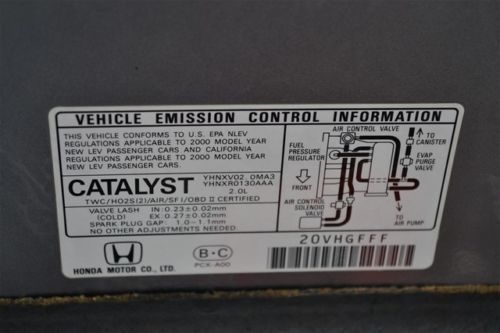 VEHICLE EMISSION CONTROL INFORMATION
THIS VEHICLE CONFORMS TO U.S. EPA NLEV
REGULATIONS APPLICABLE TO 2000 MODEL YEAR
NEW LEV PASSENGER CARS AND CALIFORNIA
REGULATIONS APPLICABLE TO 2000 MODEL YEAR
NEW LEV PASSENGER CARS.
CATALYST
YHNXV02.0MA3
YHNXR0130AAA
2.0L
TWC/HO2S(2)/AIR/SFI/OBD II CERTIFIED
VALVE LASH IN:0.23±0.02mm
(COLD) EX:0.27±0.02mm
SPARK PLUG GAP 1.0-1.1mm
NO OTHER ADJUSTMENTS NEEDED.
HONDA MOTOR CO., LTD.
B·C
PCX-A00
AIR CONTROL VALVE
FUEL
PRESSURE
REGULATOR
FRONT
AIR CONTROL
SOLENOID
VALVE
TO
CANISTER
EVAP
PURGE
VALVE
TO
AIR PUMP
20VHGFFF